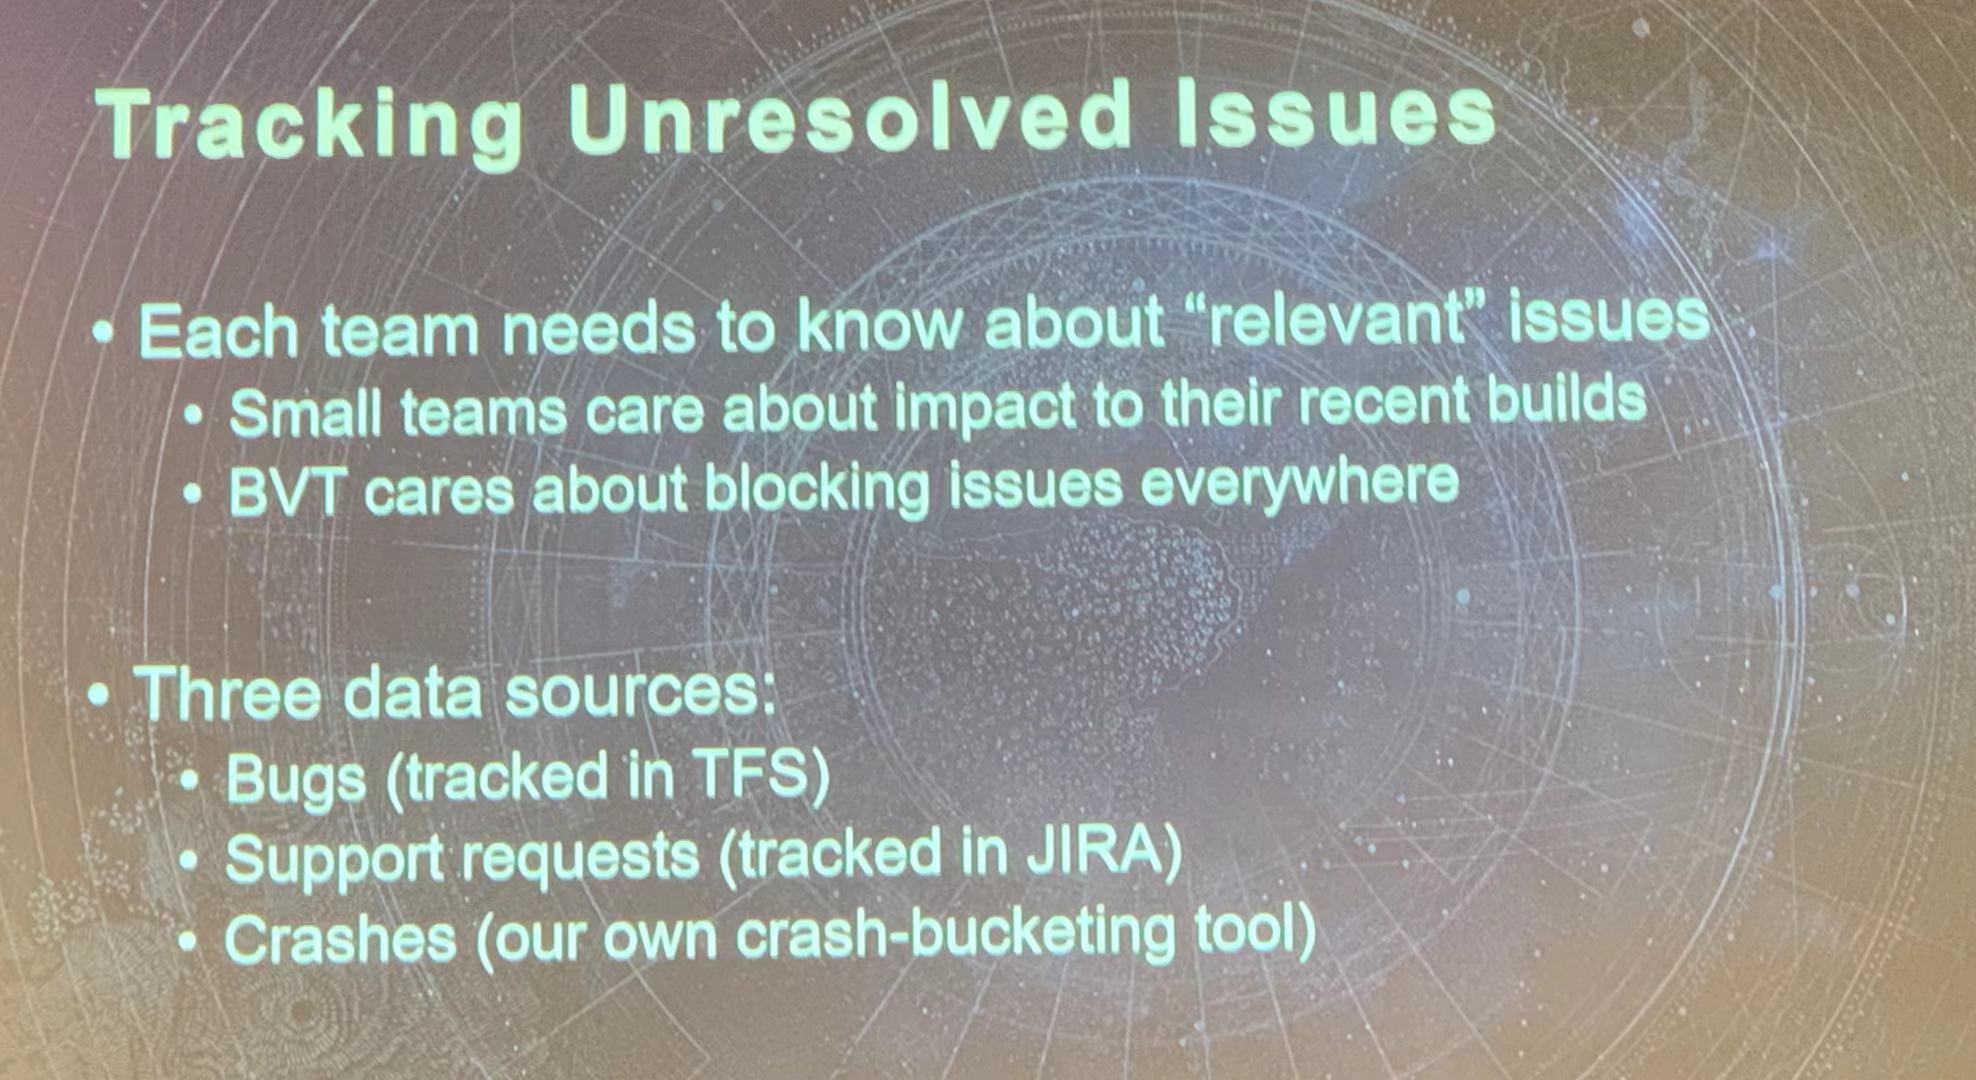 Tracking Unresolved Issues
• Each team needs to know about “relevant” issues
• Small teams care about impact to their recent builds
• BVT cares about blocking issues everywhere
• Three data sources:
• Bugs (tracked in TFS)
• Support requests (tracked in JIRA)
• Crashes (our own crash-bucketing tool)